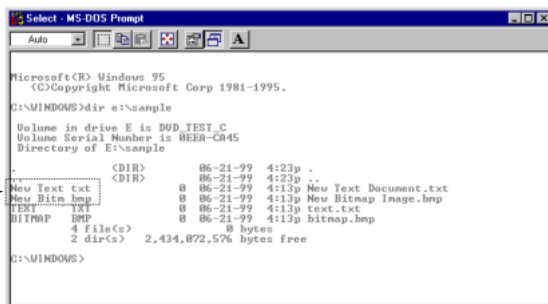 Select - MS-DOS Prompt
Auto
A
Microsoft(R) Windows 95
(C)Copyright Microsoft Corp 1981-1995.
C:\WINDOWS>dir e:\sample
Volume in drive E is DVD_TEST_C
Volume Serial Number is 0EEA-CA45
Directory of E:\sample
. <DIR> 06-21-99 4:23p .
.. <DIR> 06-21-99 4:23p ..
New Text txt 0 06-21-99 4:13p New Text Document.txt
New Bitm bmp 0 06-21-99 4:13p New Bitmap Image.bmp
TEXT TXT 0 06-21-99 4:13p text.txt
BITMAP BMP 0 06-21-99 4:13p bitmap.bmp
4 file(s) 0 bytes
2 dir(s) 2,434,072,576 bytes free
C:\WINDOWS>